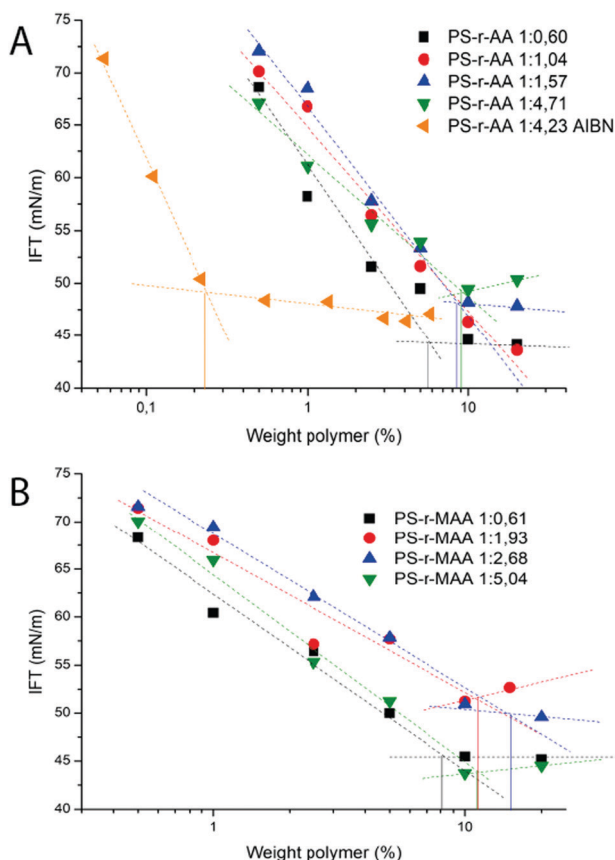 A
PS-r-AA 1:0,60
PS-r-AA 1:1,04
PS-r-AA 1:1,57
PS-r-AA 1:4,71
PS-r-AA 1:4,23 AIBN
IFT (mN/m)
75
70
65
60
55
50
45
40
0,1
1
10
Weight polymer (%)
B
PS-r-MAA 1:0,61
PS-r-MAA 1:1,93
PS-r-MAA 1:2,68
PS-r-MAA 1:5,04
IFT (mN/m)
75
70
65
60
55
50
45
40
1
10
Weight polymer (%)